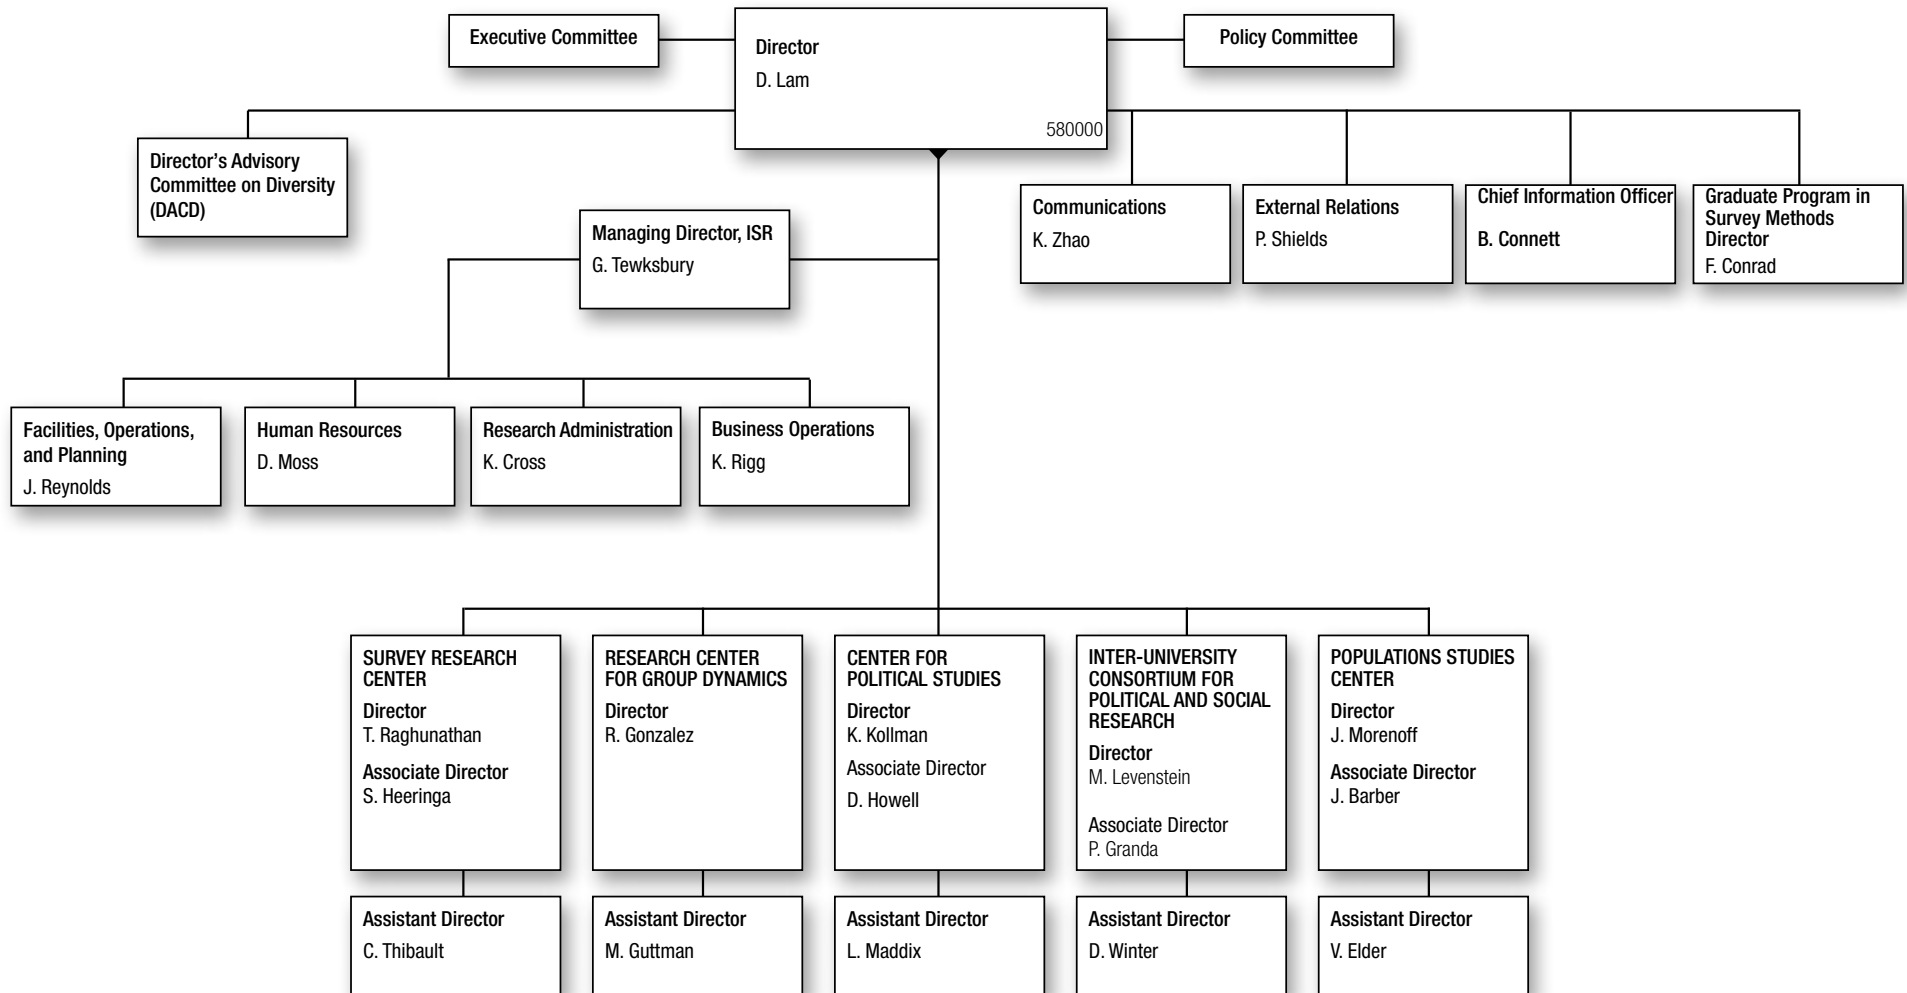 Executive Committee
Director
D. Lam
580000
Policy Committee
Director’s Advisory
Committee on Diversity
(DACD)
Managing Director, ISR
G. Tewksbury
Communications
K. Zhao
External Relations
P. Shields
Chief Information Officer
B. Connett
Graduate Program in
Survey Methods
Director
F. Conrad
Facilities, Operations,
and Planning
J. Reynolds
Human Resources
D. Moss
Research Administration
K. Cross
Business Operations
K. Rigg
SURVEY RESEARCH
CENTER
Director
T. Raghunathan
Associate Director
S. Heeringa
RESEARCH CENTER
FOR GROUP DYNAMICS
Director
R. Gonzalez
CENTER FOR
POLITICAL STUDIES
Director
K. Kollman
Associate Director
D. Howell
INTER-UNIVERSITY
CONSORTIUM FOR
POLITICAL AND SOCIAL
RESEARCH
Director
M. Levenstein
Associate Director
P. Granda
POPULATIONS STUDIES
CENTER
Director
J. Morenoff
Associate Director
J. Barber
Assistant Director
C. Thibault
Assistant Director
M. Guttman
Assistant Director
L. Maddix
Assistant Director
D. Winter
Assistant Director
V. Elder